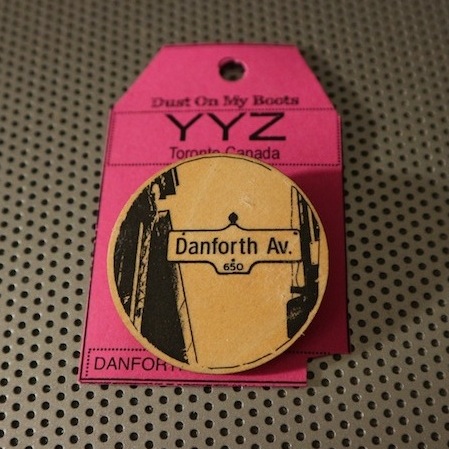 Dust On My Boots
YYZ
Toronto Canada
Danforth Av.
650
DANFORTH